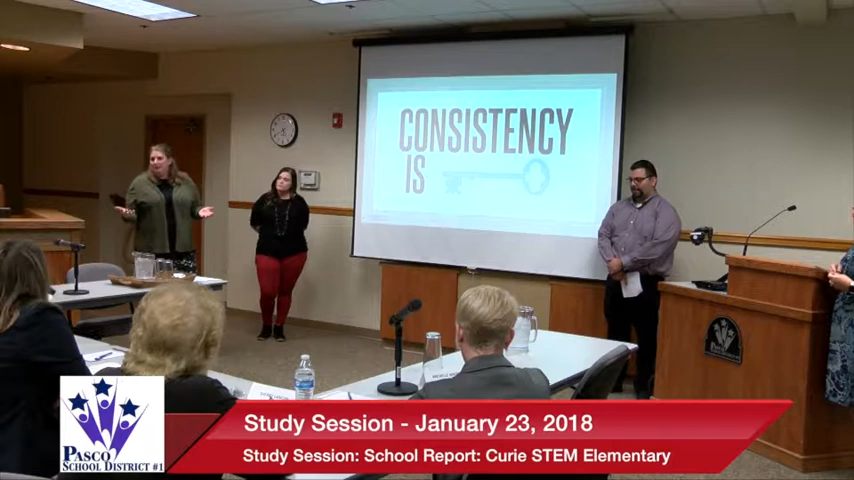 CONSISTENCY
IS
Study Session - January 23, 2018
Study Session: School Report: Curie STEM Elementary
PASCO
SCHOOL DISTRICT #1